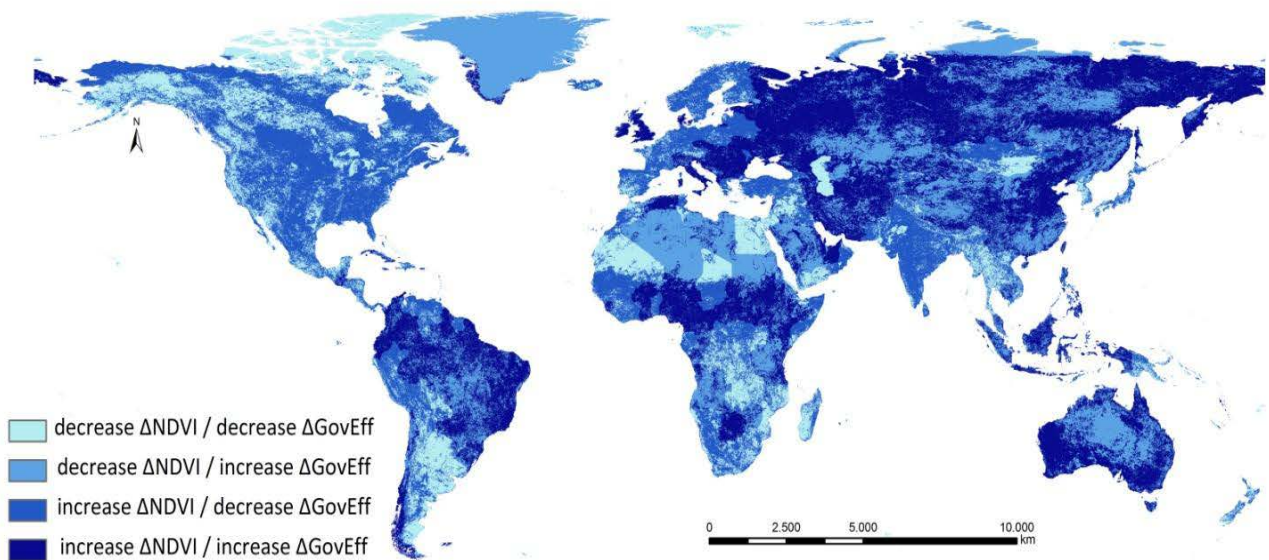 N
decrease ΔNDVI / decrease ΔGovEff
decrease ΔNDVI / increase ΔGovEff
increase ΔNDVI / decrease ΔGovEff
increase ΔNDVI / increase ΔGovEff
0 2.500 5.000 10.000
km